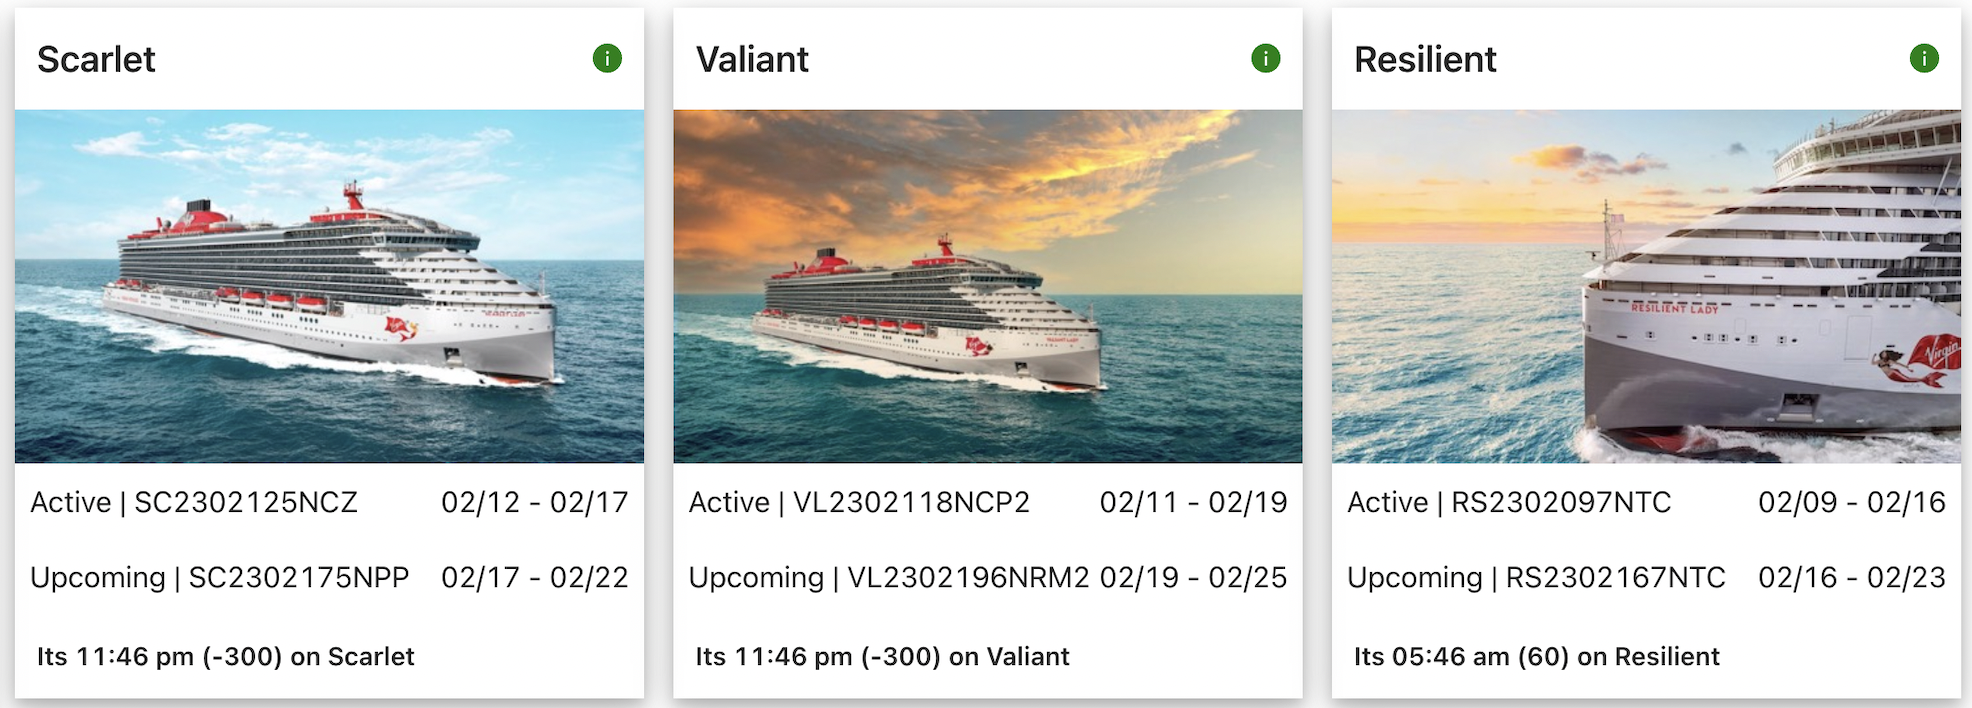 Scarlet
Active | SC2302125NCZ 02/12 - 02/17
Upcoming | SC2302175NPP 02/17 - 02/22
Its 11:46 pm (-300) on Scarlet
Valiant
Active | VL2302118NCP2 02/11 - 02/19
Upcoming | VL2302196NRM2 02/19 - 02/25
Its 11:46 pm (-300) on Valiant
Resilient
RESILIENT LADY
Virgin
Active | RS2302097NTC 02/09 - 02/16
Upcoming | RS2302167NTC 02/16 - 02/23
Its 05:46 am (60) on Resilient